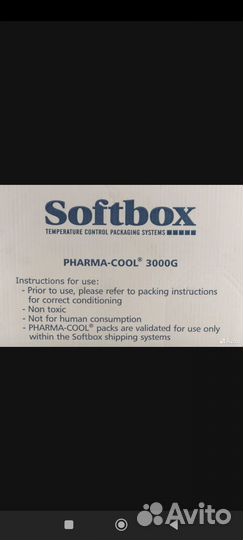 Softbox
TEMPERATURE CONTROL PACKAGING SYSTEMS
PHARMA-COOL® 3000G
Instructions for use:
- Prior to use, please refer to packing instructions
for correct conditioning
- Non toxic
- Not for human consumption
- PHARMA-COOL® packs are validated for use only
within the Softbox shipping systems
Avito
Avito